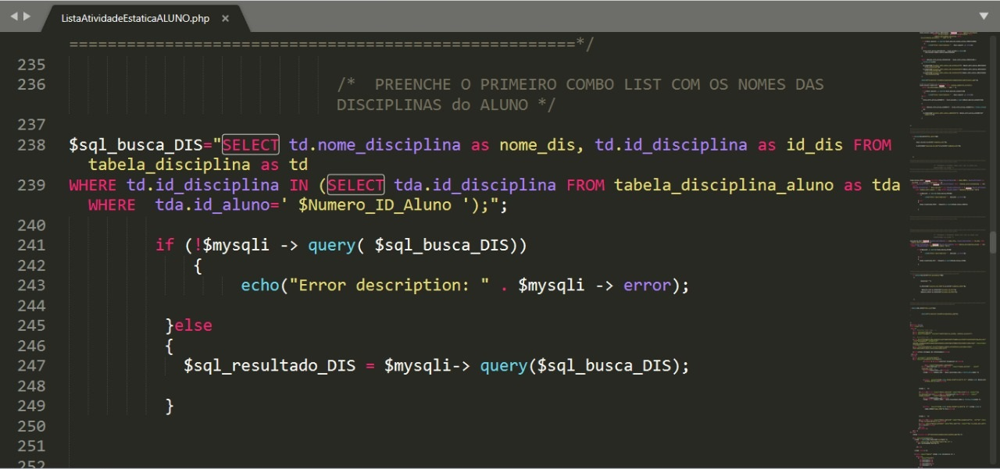 ListaAtividadeEstaticaALUNO.php ×
=====================================================*/
235
236 /* PREENCHE O PRIMEIRO COMBO LIST COM OS NOMES DAS
DISCIPLINAS do ALUNO */
237
238 $sql_busca_DIS="SELECT td.nome_disciplina as nome_dis, td.id_disciplina as id_dis FROM
tabela_disciplina as td
239 WHERE td.id_disciplina IN (SELECT tda.id_disciplina FROM tabela_disciplina_aluno as tda
WHERE  tda.id_aluno=' $Numero_ID_Aluno ');";
240
241 if (!$mysqli -> query( $sql_busca_DIS))
242 {
243 echo("Error description: " . $mysqli -> error);
244
245 }else
246 {
247 $sql_resultado_DIS = $mysqli-> query($sql_busca_DIS);
248
249 }
250
251
252